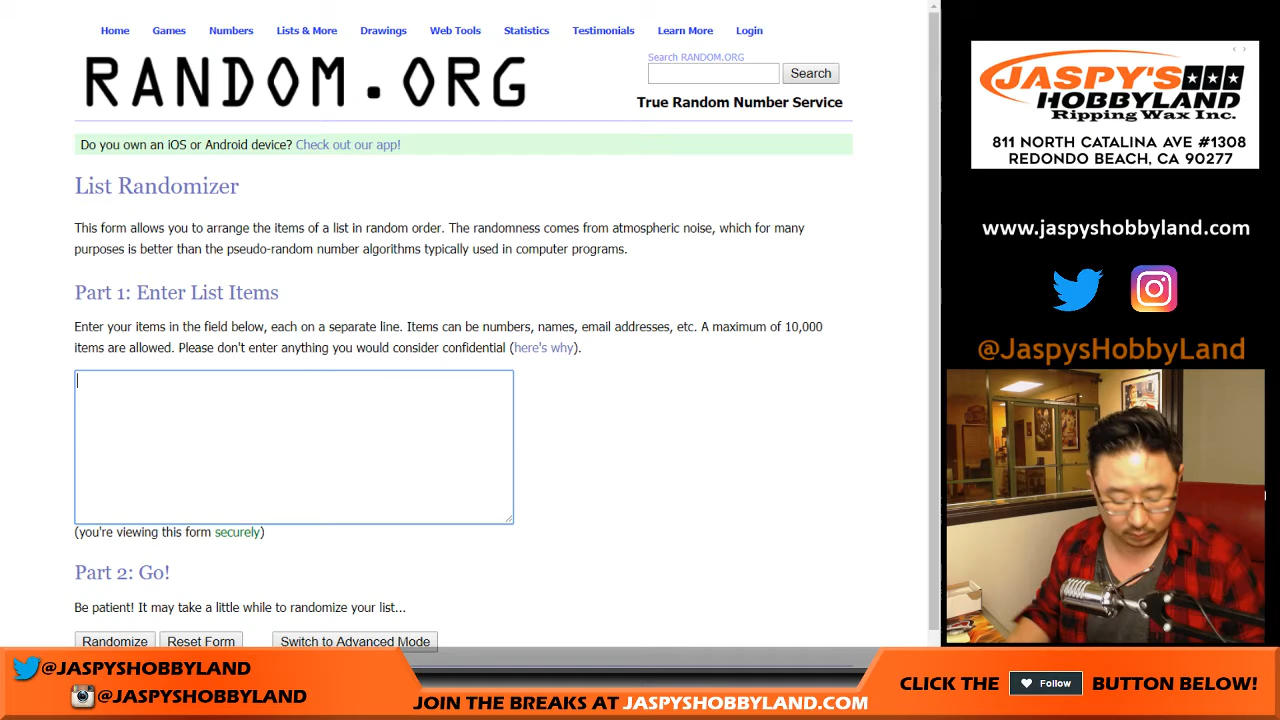 Home Games Numbers Lists & More Drawings Web Tools Statistics Testimonials Learn More Login
RANDOM.ORG
Search RANDOM.ORG
Search
True Random Number Service
Do you own an iOS or Android device? Check out our app!
List Randomizer
This form allows you to arrange the items of a list in random order. The randomness comes from atmospheric noise, which for many
purposes is better than the pseudo-random number algorithms typically used in computer programs.
Part 1: Enter List Items
Enter your items in the field below, each on a separate line. Items can be numbers, names, email addresses, etc. A maximum of 10,000
items are allowed. Please don't enter anything you would consider confidential (here's why).
(you're viewing this form securely)
Part 2: Go!
Be patient! It may take a little while to randomize your list...
Randomize Reset Form Switch to Advanced Mode
JASPY'S
HOBBYLAND
Ripping Wax Inc.
811 NORTH CATALINA AVE #1308
REDONDO BEACH, CA 90277
www.jaspyshobbyland.com
@JaspysHobbyLand
@JASPYSHOBBYLAND
@JASPYSHOBBYLAND
JOIN THE BREAKS AT JASPYSHOBBYLAND.COM
CLICK THE Follow BUTTON BELOW!